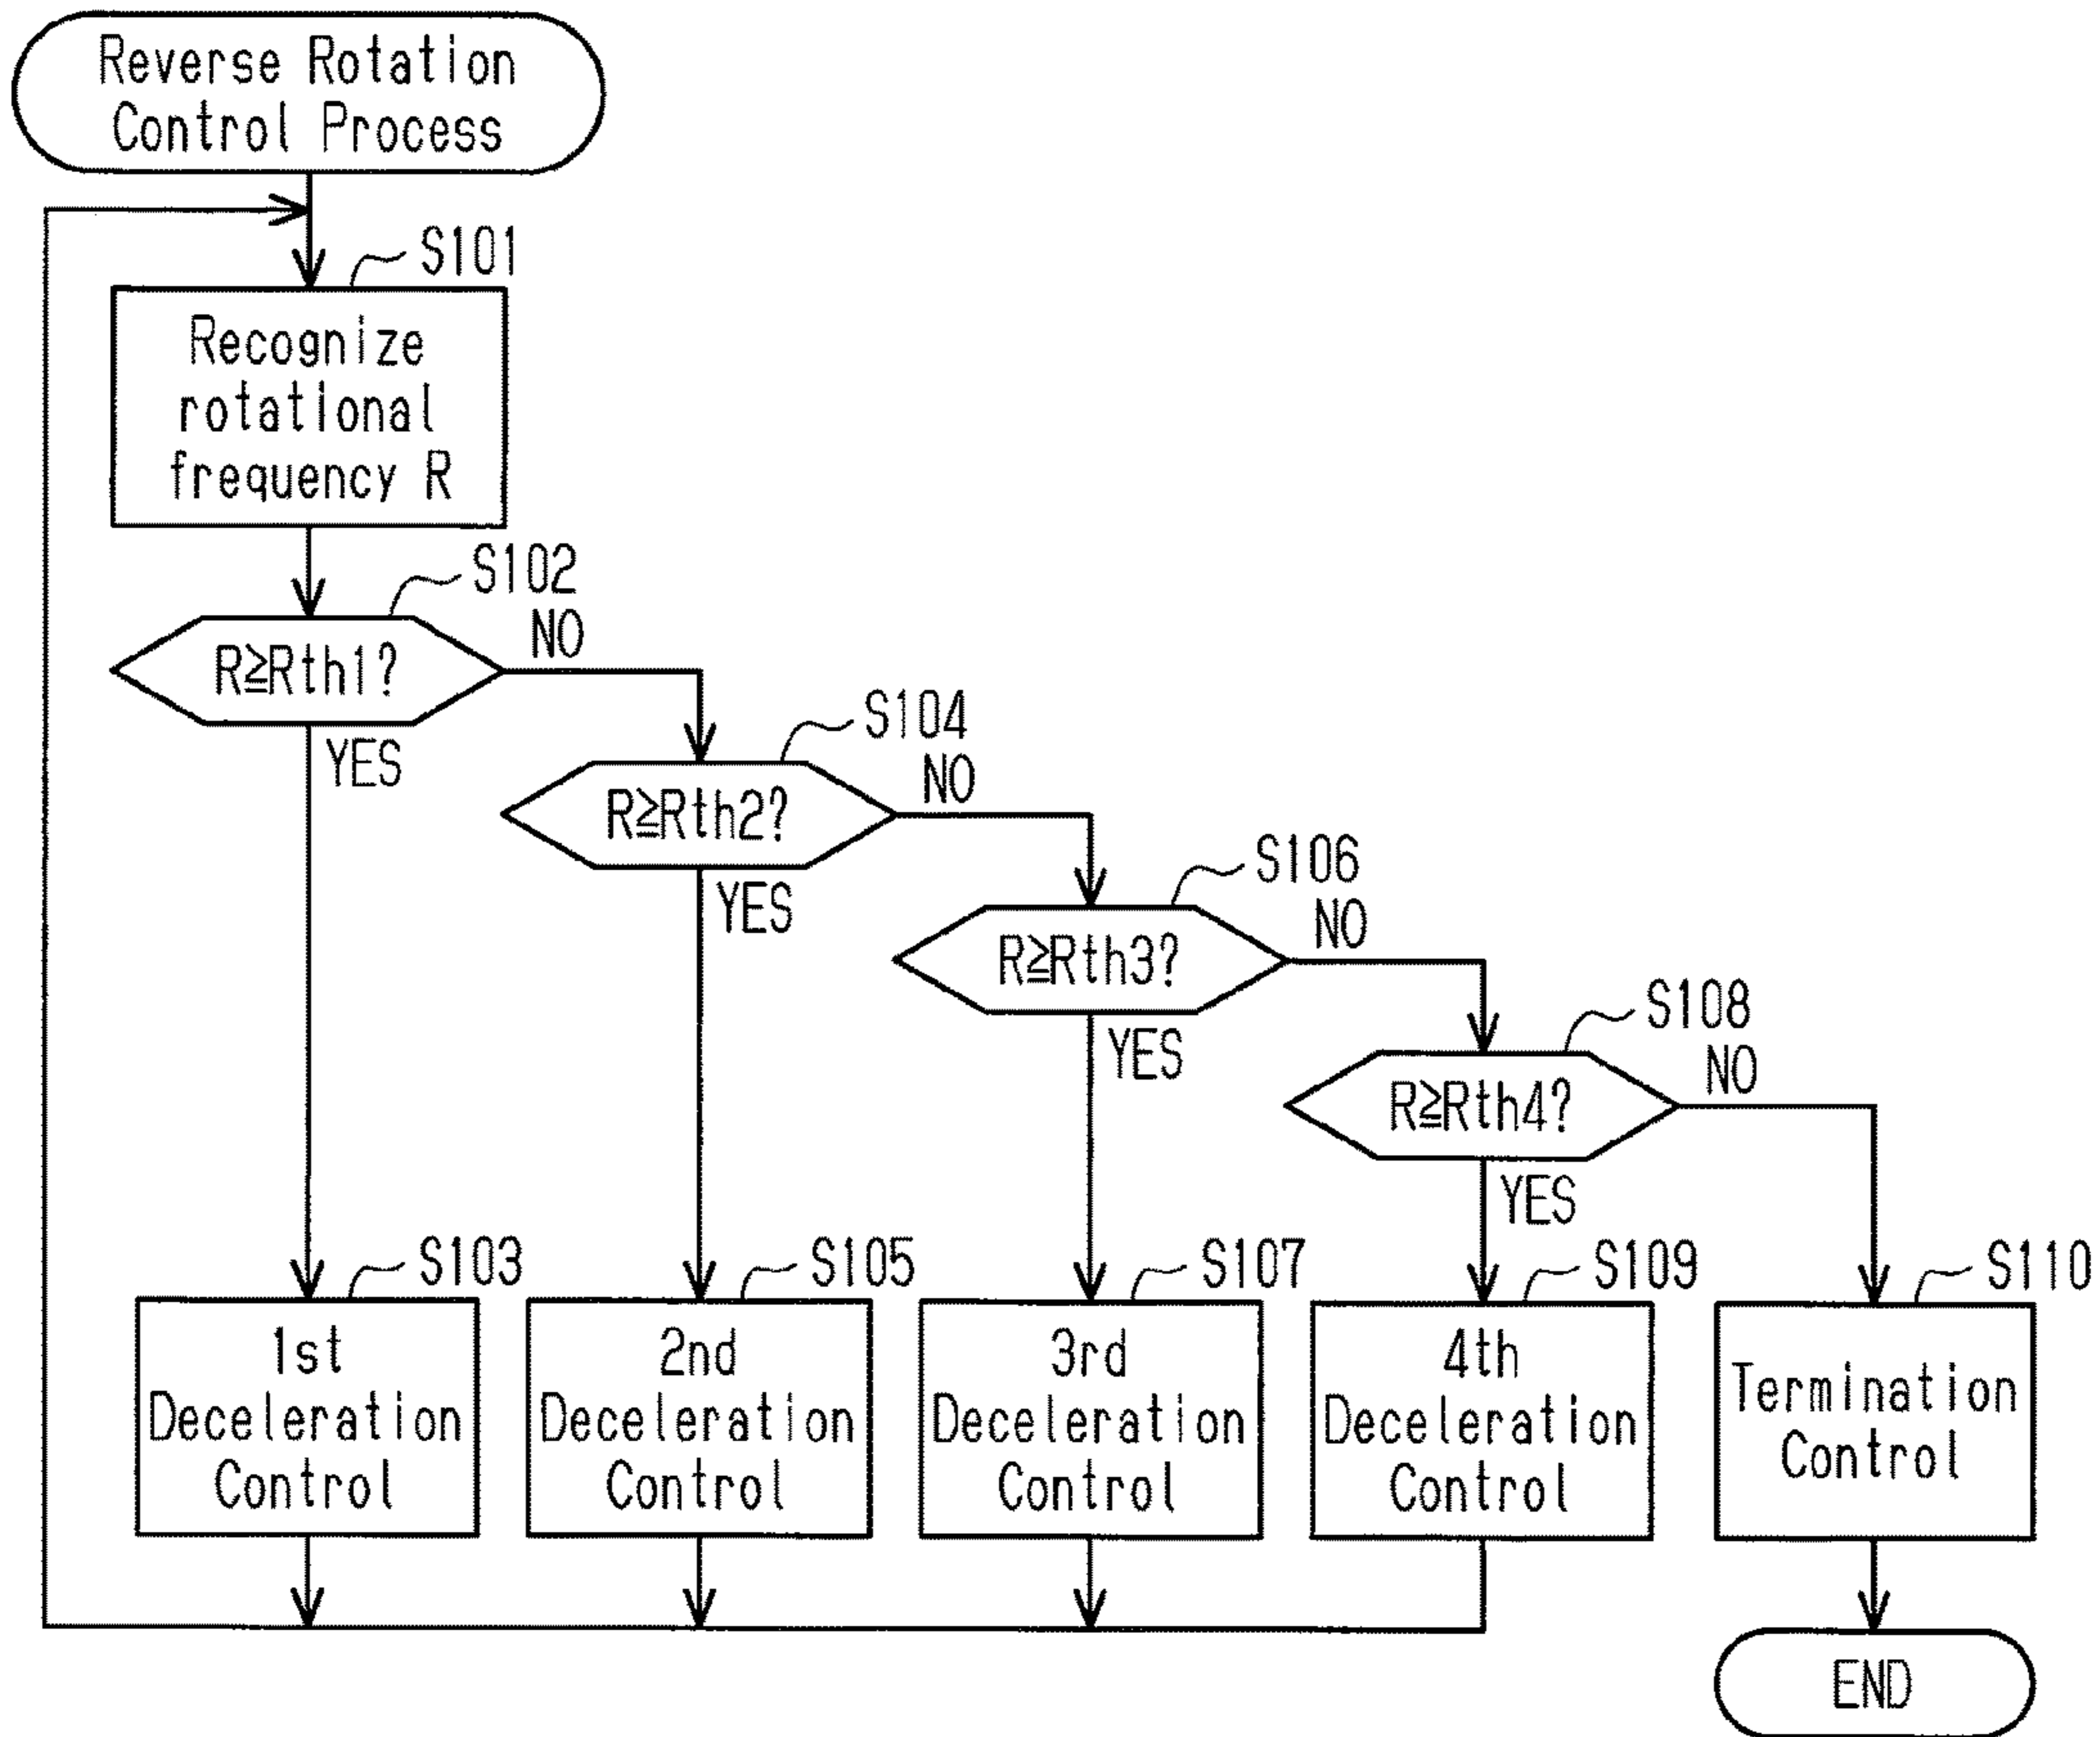 Reverse Rotation
Control Process
S101
Recognize
rotational
frequency R
S102
R≧Rth1?
NO
YES
S104
R≧Rth2?
NO
YES
S106
R≧Rth3?
NO
YES
S108
R≧Rth4?
NO
YES
S103
1st
Deceleration
Control
S105
2nd
Deceleration
Control
S107
3rd
Deceleration
Control
S109
4th
Deceleration
Control
S110
Termination
Control
END